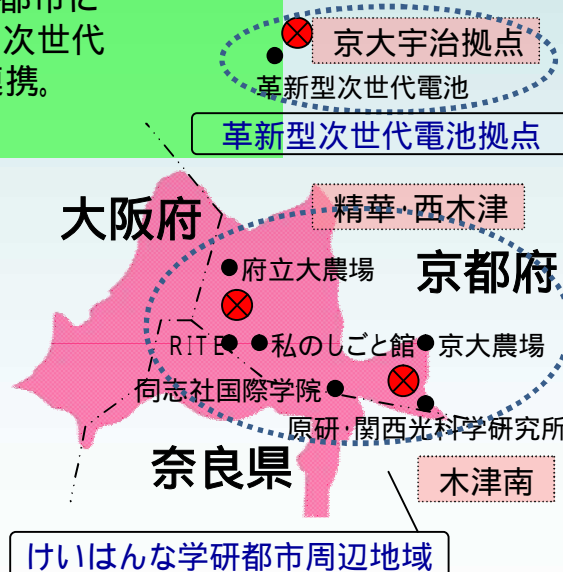 都市に
次世代
連携。
京大宇治拠点
革新型次世代電池
革新型次世代電池拠点
大阪府
精華・西木津
府立大農場
京都府
RITE
私のしごと館
京大農場
同志社国際学院
原研・関西光科学研究所
奈良県
木津南
けいはんな学研都市周辺地域